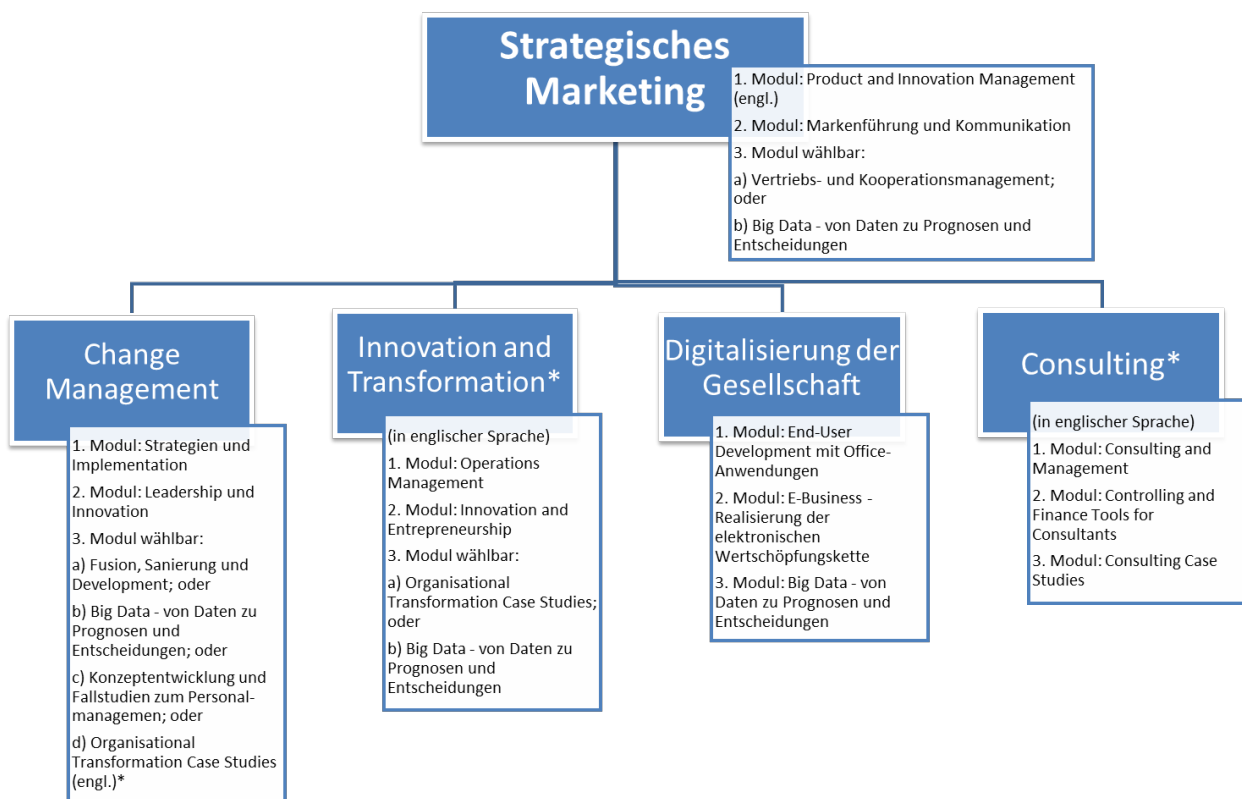 Strategisches
Marketing
1. Modul: Product and Innovation Management
(engl.)
2. Modul: Markenführung und Kommunikation
3. Modul wählbar:
a) Vertriebs- und Kooperationsmanagement;
oder
b) Big Data - von Daten zu Prognosen und
Entscheidungen
Change
Management
1. Modul: Strategien und
Implementation
2. Modul: Leadership und
Innovation
3. Modul wählbar:
a) Fusion, Sanierung und
Development; oder
b) Big Data - von Daten zu
Prognosen und
Entscheidungen; oder
c) Konzeptentwicklung und
Fallstudien zum Personal-
managemen; oder
d) Organisational
Transformation Case Studies
(engl.)*
Innovation and
Transformation*
(in englischer Sprache)
1. Modul: Operations
Management
2. Modul: Innovation and
Entrepreneurship
3. Modul wählbar:
a) Organisational
Transformation Case Studies;
oder
b) Big Data - von Daten zu
Prognosen und
Entscheidungen
Digitalisierung der
Gesellschaft
1. Modul: End-User
Development mit Office-
Anwendungen
2. Modul: E-Business -
Realisierung der
elektronischen
Wertschöpfungskette
3. Modul: Big Data - von
Daten zu Prognosen und
Entscheidungen
Consulting*
(in englischer Sprache)
1. Modul: Consulting and
Management
2. Modul: Controlling and
Finance Tools for
Consultants
3. Modul: Consulting Case
Studies